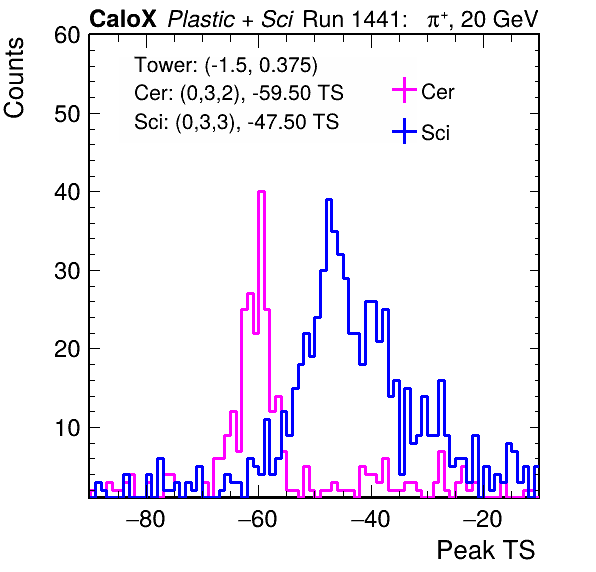 CaloX Plastic + Sci Run 1441: π⁺, 20 GeV
Counts
60
50
40
30
20
10
Tower: (-1.5, 0.375)
Cer: (0,3,2), -59.50 TS
Sci: (0,3,3), -47.50 TS
Cer
Sci
−80 −60 −40 −20
Peak TS